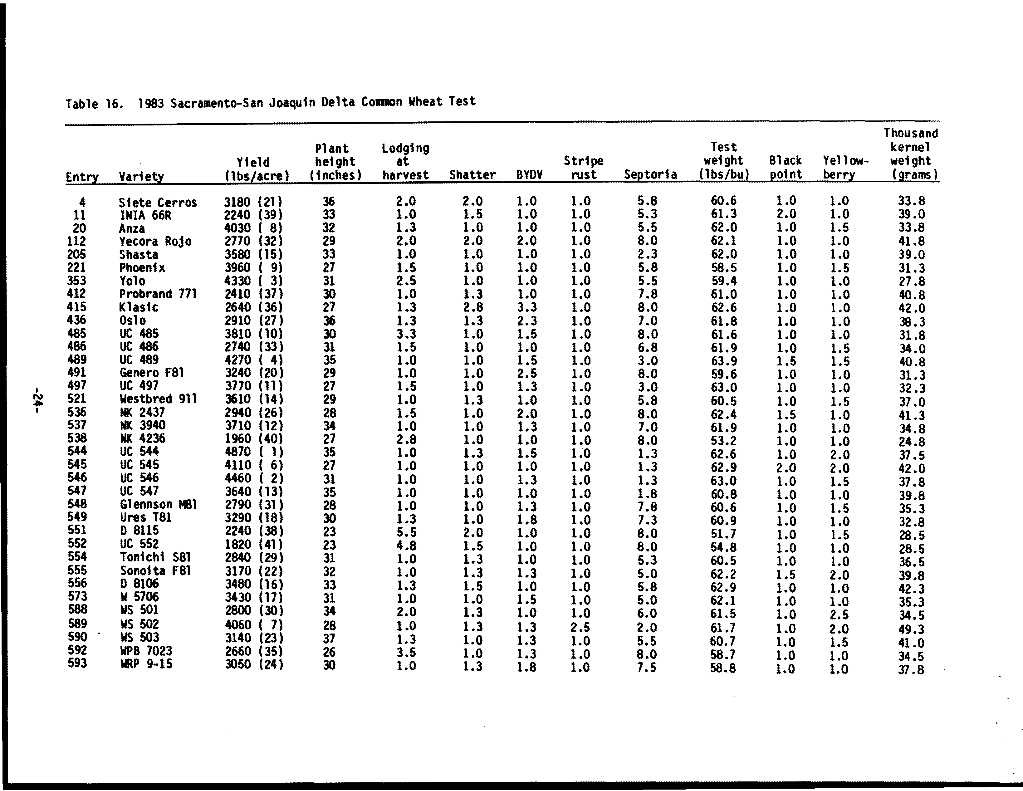 Table 16. 1983 Sacramento-San Joaquin Delta Common Wheat Test
Thousand
Plant Lodging Test kernel
Yield height at Stripe weight Black Yellow- weight
Entry Variety (lbs/acre) (inches) harvest Shatter BYDV rust Septoria (lbs/bu) point berry (grams)
4 Siete Cerros 3180 (21) 36 2.0 2.0 1.0 1.0 5.8 60.6 1.0 1.0 33.8
11 INIA 66R 2240 (39) 33 1.0 1.5 1.0 1.0 5.3 61.3 2.0 1.0 39.0
20 Anza 4030 ( 8) 32 1.3 1.0 1.0 1.0 5.5 62.0 1.0 1.5 33.8
112 Yecora Rojo 2770 (32) 29 2.0 2.0 2.0 1.0 8.0 62.1 1.0 1.0 41.8
205 Shasta 3580 (15) 33 1.0 1.0 1.0 1.0 2.3 62.0 1.0 1.0 39.0
221 Phoenix 3960 ( 9) 27 1.5 1.0 1.0 1.0 5.8 58.5 1.0 1.5 31.3
353 Yolo 4330 ( 3) 31 2.5 1.0 1.0 1.0 5.5 59.4 1.0 1.0 27.8
412 Probrand 771 2410 (37) 30 1.0 1.3 1.0 1.0 7.8 61.0 1.0 1.0 40.8
415 Klasic 2640 (36) 27 1.3 2.8 3.3 1.0 8.0 62.6 1.0 1.0 42.0
436 Oslo 2910 (27) 36 1.3 1.3 2.3 1.0 7.0 61.8 1.0 1.0 38.3
485 UC 485 3810 (10) 30 3.3 1.0 1.5 1.0 8.0 61.6 1.0 1.0 31.8
486 UC 486 2740 (33) 31 1.5 1.0 1.0 1.0 6.8 61.9 1.0 1.5 34.0
489 UC 489 4270 ( 4) 35 1.0 1.0 1.5 1.0 3.0 63.9 1.5 1.5 40.8
491 Genero F81 3240 (20) 29 1.0 1.0 2.5 1.0 8.0 59.6 1.0 1.0 31.3
497 UC 497 3770 (11) 27 1.5 1.0 1.3 1.0 3.0 63.0 1.0 1.0 32.3
521 Westbred 911 3610 (14) 29 1.0 1.3 1.0 1.0 5.8 60.5 1.0 1.5 37.0
536 NK 2437 2940 (26) 28 1.5 1.0 2.0 1.0 8.0 62.4 1.5 1.0 41.3
537 NK 3940 3710 (12) 34 1.0 1.0 1.3 1.0 7.0 61.9 1.0 1.0 34.8
538 NK 4236 1960 (40) 27 2.8 1.0 1.0 1.0 8.0 53.2 1.0 1.0 24.8
544 UC 544 4870 ( 1) 35 1.0 1.3 1.5 1.0 1.3 62.6 1.0 2.0 37.5
545 UC 545 4110 ( 6) 27 1.0 1.0 1.0 1.0 1.3 62.9 2.0 2.0 42.0
546 UC 546 4460 ( 2) 31 1.0 1.0 1.3 1.0 1.3 63.0 1.0 1.5 37.8
547 UC 547 3640 (13) 35 1.0 1.0 1.0 1.0 1.8 60.8 1.0 1.0 39.8
548 Glennson M81 2790 (31) 28 1.0 1.0 1.3 1.0 7.8 60.6 1.0 1.5 35.3
549 Ures T81 3290 (18) 30 1.3 1.0 1.8 1.0 7.3 60.9 1.0 1.0 32.8
551 D 8115 2240 (38) 23 5.5 2.0 1.0 1.0 8.0 51.7 1.0 1.5 28.5
552 UC 552 1820 (41) 23 4.8 1.5 1.0 1.0 8.0 54.8 1.0 1.0 28.5
554 Tonichi S81 2840 (29) 31 1.0 1.3 1.0 1.0 5.3 60.5 1.0 1.0 36.5
555 Sonoita F81 3170 (22) 32 1.0 1.3 1.3 1.0 5.0 62.2 1.5 2.0 39.8
556 D 8106 3480 (16) 33 1.3 1.5 1.0 1.0 5.8 62.9 1.0 1.0 42.3
573 W 5706 3430 (17) 31 1.0 1.0 1.5 1.0 5.0 62.1 1.0 1.0 35.3
588 WS 501 2800 (30) 34 2.0 1.3 1.0 1.0 6.0 61.5 1.0 2.5 34.5
589 WS 502 4060 ( 7) 28 1.0 1.3 1.3 2.5 2.0 61.7 1.0 2.0 49.3
590 WS 503 3140 (23) 37 1.3 1.0 1.3 1.0 5.5 60.7 1.0 1.5 41.0
592 WPB 7023 2660 (35) 26 3.5 1.0 1.3 1.0 8.0 58.7 1.0 1.0 34.5
593 WRP 9-15 3050 (24) 30 1.0 1.3 1.8 1.0 7.5 58.8 1.0 1.0 37.8
-24-